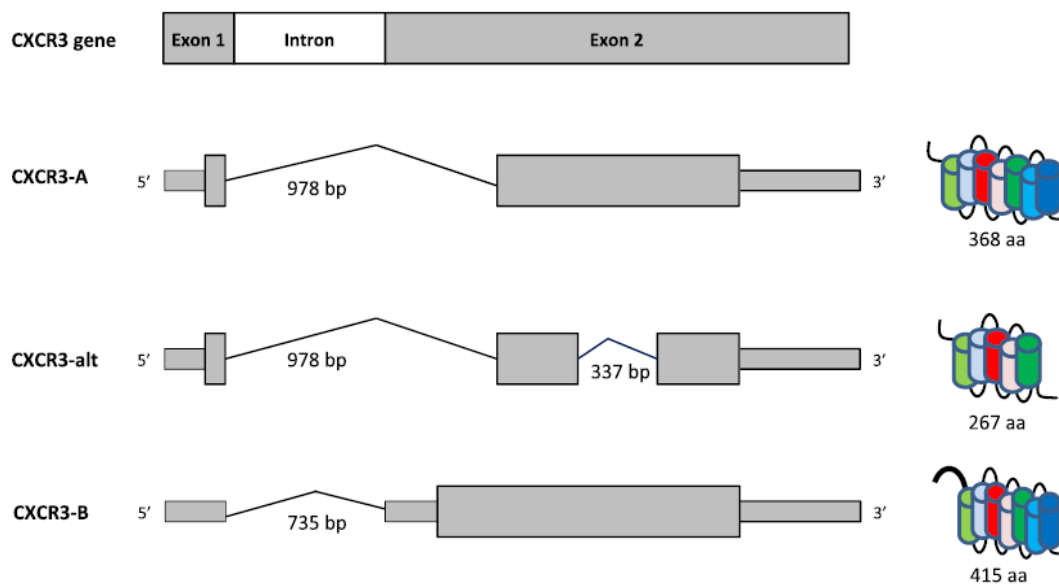 CXCR3 gene
Exon 1
Intron
Exon 2
CXCR3-A
5’
978 bp
3’
368 aa
CXCR3-alt
5’
978 bp
337 bp
3’
267 aa
CXCR3-B
5’
735 bp
3’
415 aa